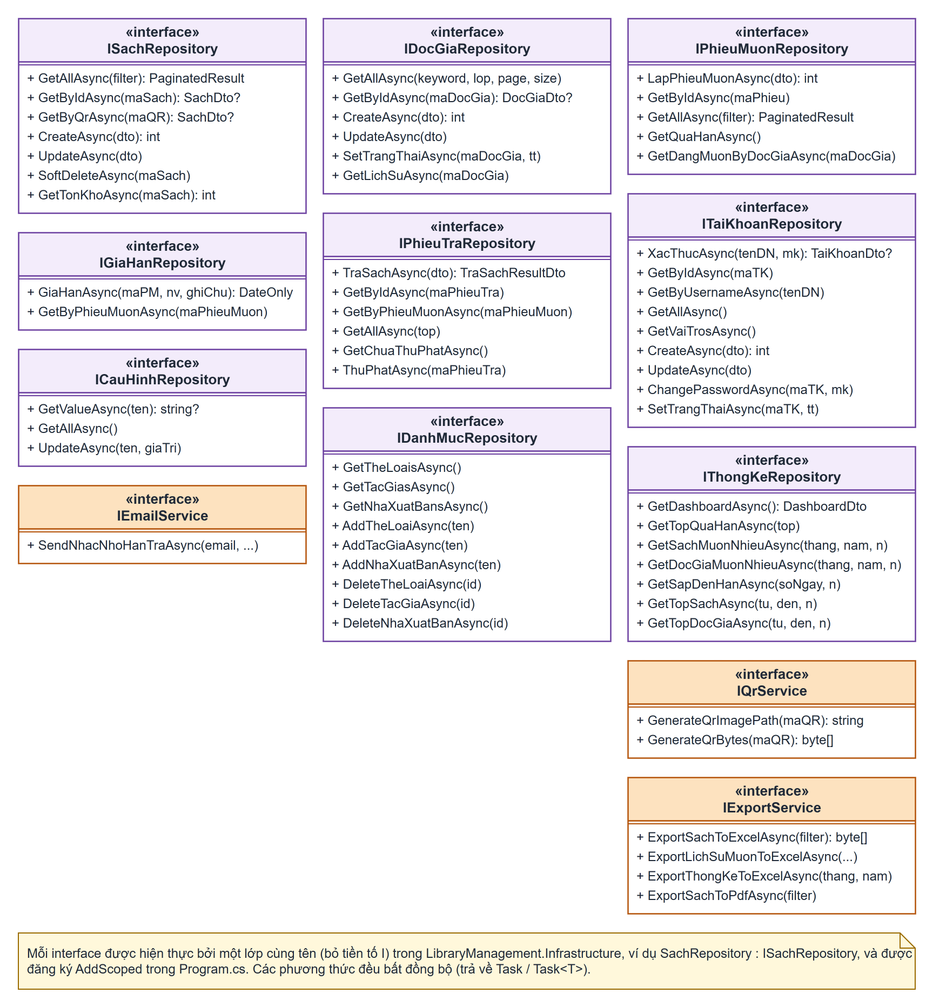 «interface»
ISachRepository
+ GetAllAsync(filter): PaginatedResult
+ GetByIdAsync(maSach): SachDto?
+ GetByQrAsync(maQR): SachDto?
+ CreateAsync(dto): int
+ UpdateAsync(dto)
+ SoftDeleteAsync(maSach)
+ GetTonKhoAsync(maSach): int
«interface»
IGiaHanRepository
+ GiaHanAsync(maPM, nv, ghiChu): DateOnly
+ GetByPhieuMuonAsync(maPhieuMuon)
«interface»
ICauHinhRepository
+ GetValueAsync(ten): string?
+ GetAllAsync()
+ UpdateAsync(ten, giaTri)
«interface»
IEmailService
+ SendNhacNhoHanTraAsync(email, ...)
«interface»
IDocGiaRepository
+ GetAllAsync(keyword, lop, page, size)
+ GetByIdAsync(maDocGia): DocGiaDto?
+ CreateAsync(dto): int
+ UpdateAsync(dto)
+ SetTrangThaiAsync(maDocGia, tt)
+ GetLichSuAsync(maDocGia)
«interface»
IPhieuTraRepository
+ TraSachAsync(dto): TraSachResultDto
+ GetByIdAsync(maPhieuTra)
+ GetByPhieuMuonAsync(maPhieuMuon)
+ GetAllAsync(top)
+ GetChuaThuPhatAsync()
+ ThuPhatAsync(maPhieuTra)
«interface»
IDanhMucRepository
+ GetTheLoaisAsync()
+ GetTacGiasAsync()
+ GetNhaXuatBansAsync()
+ AddTheLoaiAsync(ten)
+ AddTacGiaAsync(ten)
+ AddNhaXuatBanAsync(ten)
+ DeleteTheLoaiAsync(id)
+ DeleteTacGiaAsync(id)
+ DeleteNhaXuatBanAsync(id)
«interface»
IPhieuMuonRepository
+ LapPhieuMuonAsync(dto): int
+ GetByIdAsync(maPhieu)
+ GetAllAsync(filter): PaginatedResult
+ GetQuaHanAsync()
+ GetDangMuonByDocGiaAsync(maDocGia)
«interface»
ITaiKhoanRepository
+ XacThucAsync(tenDN, mk): TaiKhoanDto?
+ GetByIdAsync(maTK)
+ GetByUsernameAsync(tenDN)
+ GetAllAsync()
+ GetVaiTrosAsync()
+ CreateAsync(dto): int
+ UpdateAsync(dto)
+ ChangePasswordAsync(maTK, mk)
+ SetTrangThaiAsync(maTK, tt)
«interface»
IThongKeRepository
+ GetDashboardAsync(): DashboardDto
+ GetTopQuaHanAsync(top)
+ GetSachMuonNhieuAsync(thang, nam, n)
+ GetDocGiaMuonNhieuAsync(thang, nam, n)
+ GetSapDenHanAsync(soNgay, n)
+ GetTopSachAsync(tu, den, n)
+ GetTopDocGiaAsync(tu, den, n)
«interface»
IQrService
+ GenerateQrImagePath(maQR): string
+ GenerateQrBytes(maQR): byte[]
«interface»
IExportService
+ ExportSachToExcelAsync(filter): byte[]
+ ExportLichSuMuonToExcelAsync(...)
+ ExportThongKeToExcelAsync(thang, nam)
+ ExportSachToPdfAsync(filter)
Mỗi interface được hiện thực bởi một lớp cùng tên (bỏ tiền tố I) trong LibraryManagement.Infrastructure, ví dụ SachRepository : ISachRepository, và được
đăng ký AddScoped trong Program.cs. Các phương thức đều bất đồng bộ (trả về Task / Task<T>).